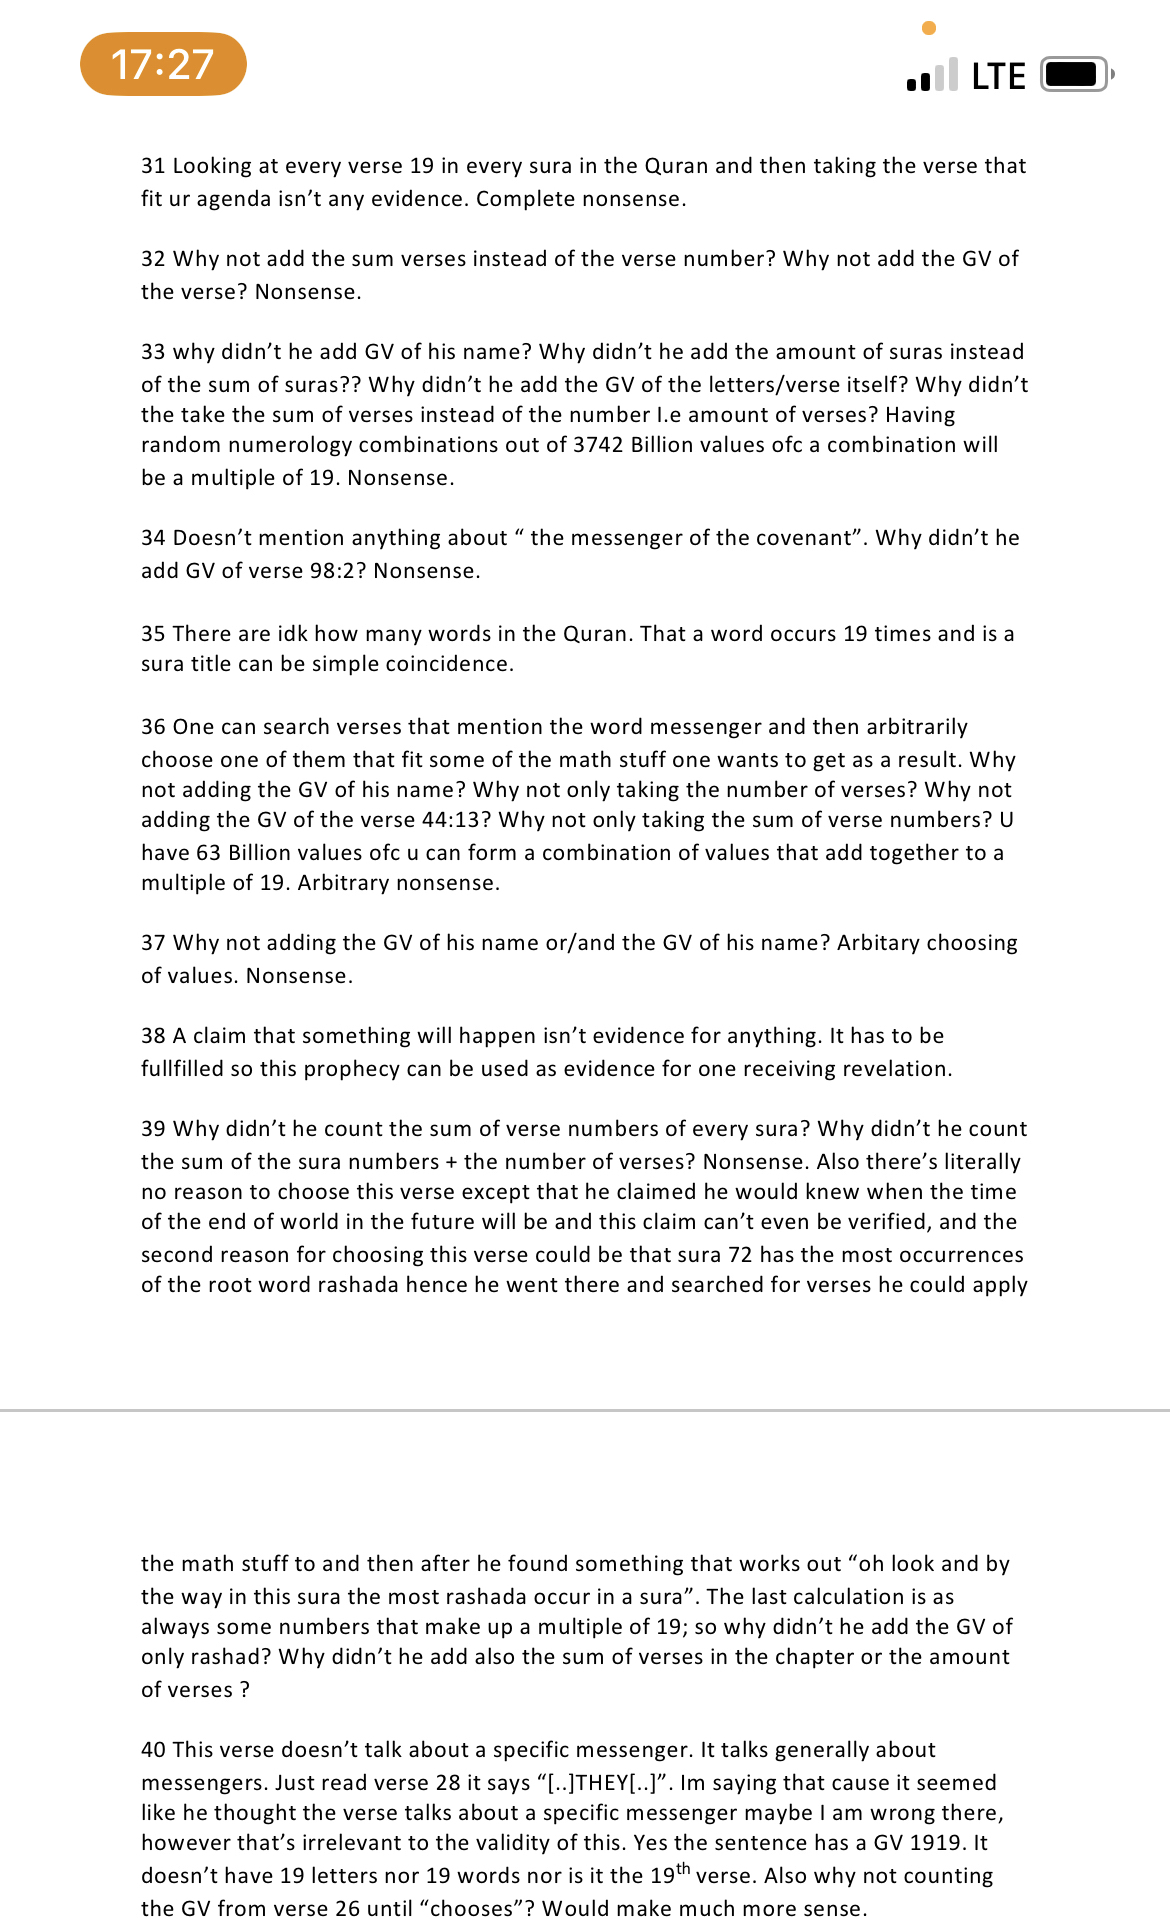 17:27
LTE
31 Looking at every verse 19 in every sura in the Quran and then taking the verse that
fit ur agenda isn’t any evidence. Complete nonsense.
32 Why not add the sum verses instead of the verse number? Why not add the GV of
the verse? Nonsense.
33 why didn’t he add GV of his name? Why didn’t he add the amount of suras instead
of the sum of suras?? Why didn’t he add the GV of the letters/verse itself? Why didn’t
the take the sum of verses instead of the number I.e amount of verses? Having
random numerology combinations out of 3742 Billion values ofc a combination will
be a multiple of 19. Nonsense.
34 Doesn’t mention anything about “ the messenger of the covenant”. Why didn’t he
add GV of verse 98:2? Nonsense.
35 There are idk how many words in the Quran. That a word occurs 19 times and is a
sura title can be simple coincidence.
36 One can search verses that mention the word messenger and then arbitrarily
choose one of them that fit some of the math stuff one wants to get as a result. Why
not adding the GV of his name? Why not only taking the number of verses? Why not
adding the GV of the verse 44:13? Why not only taking the sum of verse numbers? U
have 63 Billion values ofc u can form a combination of values that add together to a
multiple of 19. Arbitrary nonsense.
37 Why not adding the GV of his name or/and the GV of his name? Arbitary choosing
of values. Nonsense.
38 A claim that something will happen isn’t evidence for anything. It has to be
fullfilled so this prophecy can be used as evidence for one receiving revelation.
39 Why didn’t he count the sum of verse numbers of every sura? Why didn’t he count
the sum of the sura numbers + the number of verses? Nonsense. Also there’s literally
no reason to choose this verse except that he claimed he would knew when the time
of the end of world in the future will be and this claim can’t even be verified, and the
second reason for choosing this verse could be that sura 72 has the most occurrences
of the root word rashada hence he went there and searched for verses he could apply
the math stuff to and then after he found something that works out “oh look and by
the way in this sura the most rashada occur in a sura”. The last calculation is as
always some numbers that make up a multiple of 19; so why didn’t he add the GV of
only rashad? Why didn’t he add also the sum of verses in the chapter or the amount
of verses ?
40 This verse doesn’t talk about a specific messenger. It talks generally about
messengers. Just read verse 28 it says “[..]THEY[..]”. Im saying that cause it seemed
like he thought the verse talks about a specific messenger maybe I am wrong there,
however that’s irrelevant to the validity of this. Yes the sentence has a GV 1919. It
doesn’t have 19 letters nor 19 words nor is it the 19th verse. Also why not counting
the GV from verse 26 until “chooses”? Would make much more sense.